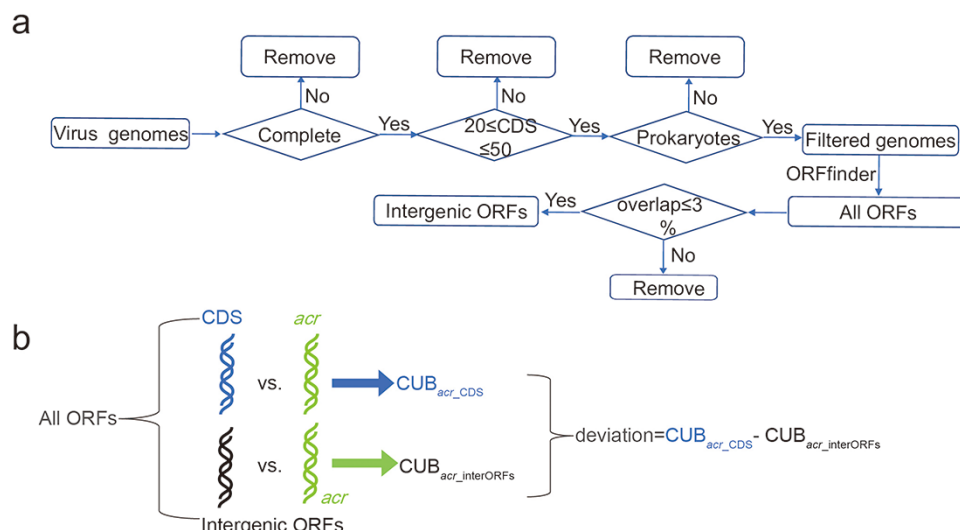 a
Remove
Remove
Remove
No
No
No
Virus genomes
Complete
Yes
20≤CDS
≤50
Yes
Prokaryotes
Yes
Filtered genomes
ORFfinder
Intergenic ORFs
Yes
overlap≤3
%
All ORFs
No
Remove
b
CDS
acr
vs.
CUBacr_CDS
All ORFs
deviation=CUBacr_CDS- CUBacr_interORFs
vs.
CUBacr_interORFs
acr
Intergenic ORFs